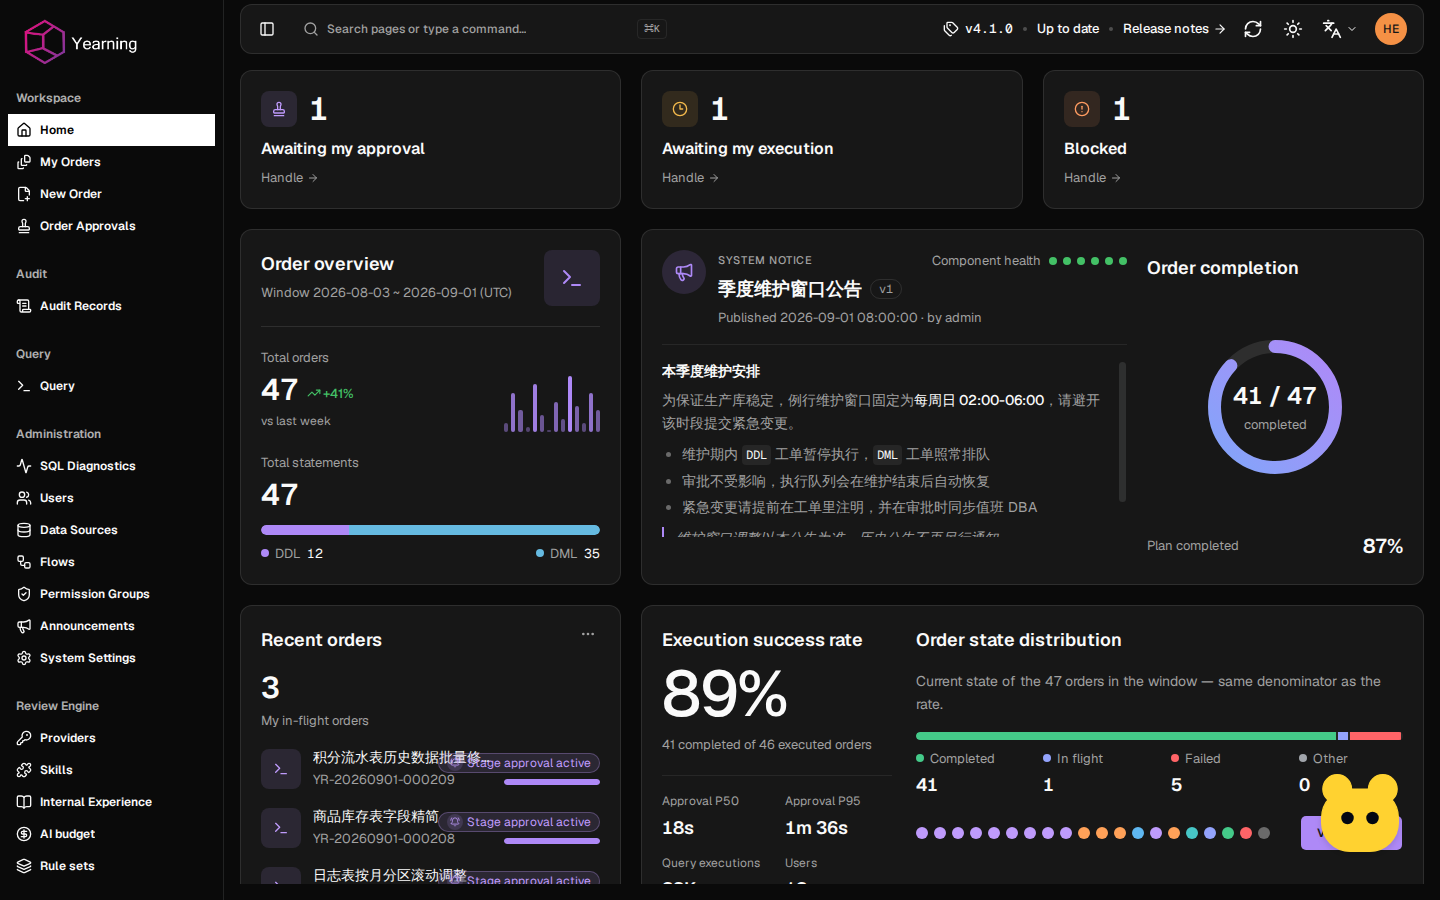 Yearning
Search pages or type a command...
⌘K
v4.1.0
Up to date
Release notes
HE
Workspace
Home
My Orders
New Order
Order Approvals
Audit
Audit Records
Query
Query
Administration
SQL Diagnostics
Users
Data Sources
Flows
Permission Groups
Announcements
System Settings
Review Engine
Providers
Skills
Internal Experience
AI budget
Rule sets
1
Awaiting my approval
Handle
1
Awaiting my execution
Handle
1
Blocked
Handle
Order overview
Window 2026-08-03 ~ 2026-09-01 (UTC)
Total orders
47 +41%
vs last week
Total statements
47
DDL 12
DML 35
SYSTEM NOTICE
Component health
季度维护窗口公告 v1
Published 2026-09-01 08:00:00 · by admin
本季度维护安排
为保证生产库稳定，例行维护窗口固定为每周日 02:00-06:00，请避开
该时段提交紧急变更。
维护期内 DDL 工单暂停执行，DML 工单照常排队
审批不受影响，执行队列会在维护结束后自动恢复
紧急变更请提前在工单里注明，并在审批时同步值班 DBA
Order completion
41 / 47
completed
Plan completed
87%
Recent orders
3
My in-flight orders
积分流水表历史数据批量修...
Stage approval active
YR-20260901-000209
商品库存表字段精简
Stage approval active
YR-20260901-000208
日志表按月分区滚动调整
Stage approval active
Execution success rate
89%
41 completed of 46 executed orders
Approval P50
18s
Approval P95
1m 36s
Query executions
Users
Order state distribution
Current state of the 47 orders in the window — same denominator as the
rate.
Completed
41
In flight
1
Failed
5
Other
0